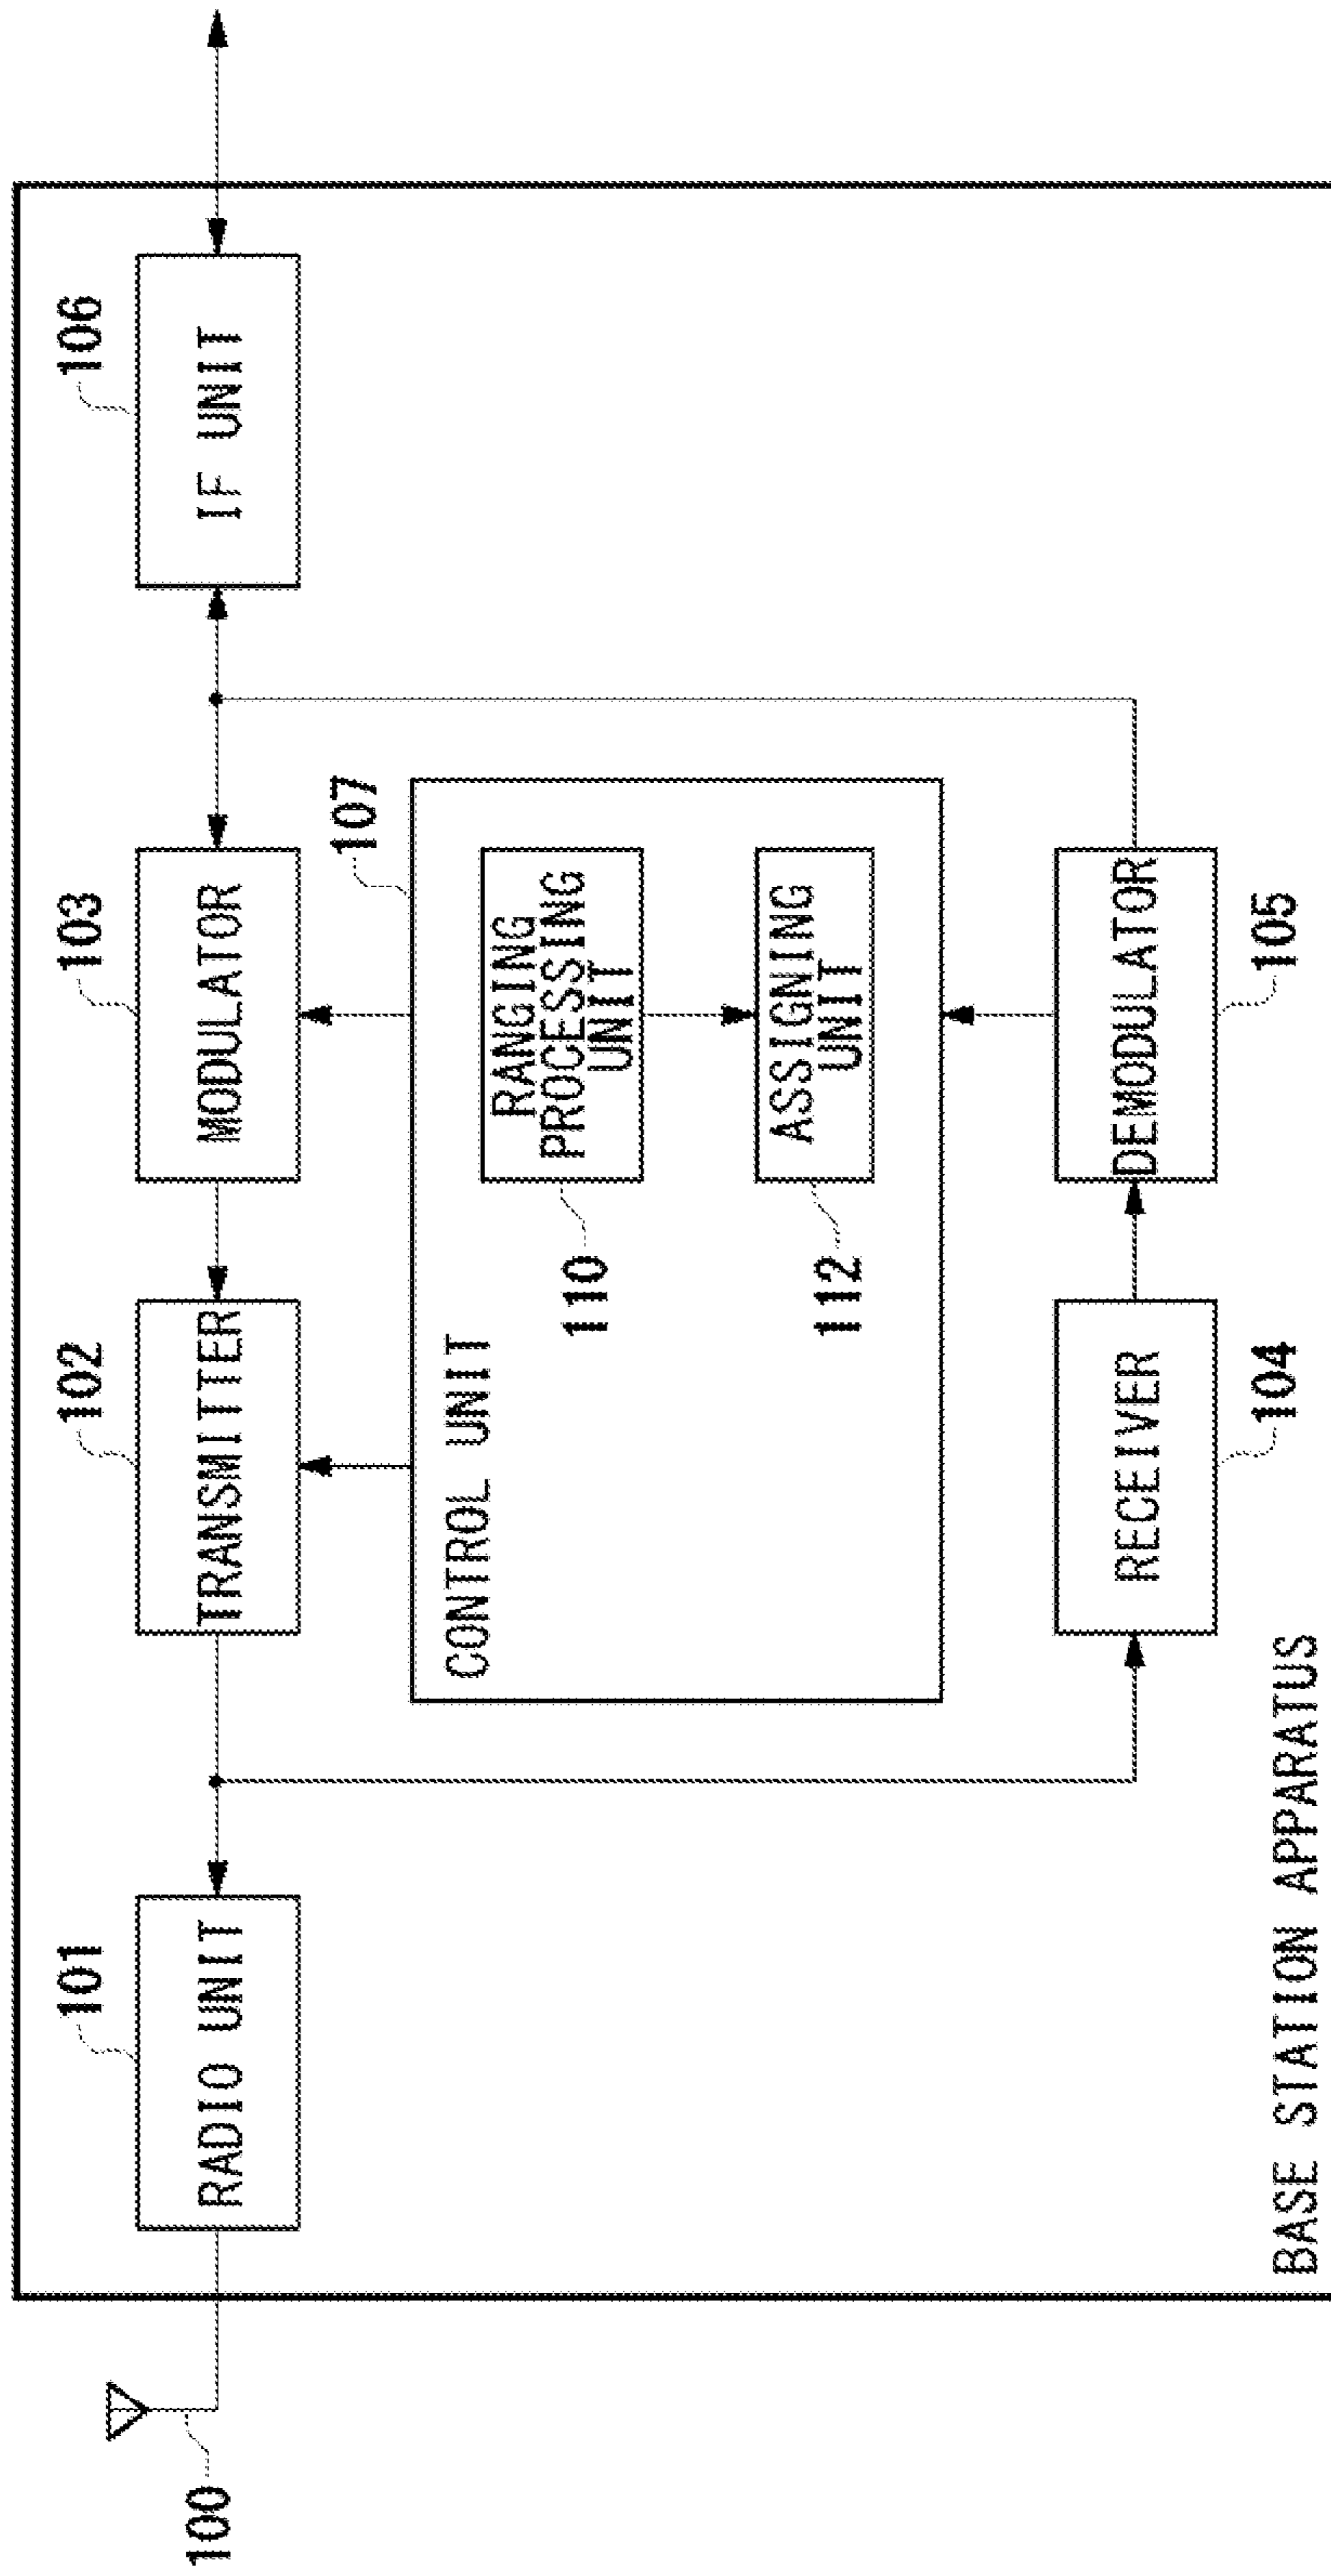 101
102
103
106
RADIO UNIT
TRANSMITTER
MODULATOR
IF UNIT
100
107
CONTROL UNIT
RANGING
PROCESSING
UNIT
110
ASSIGNING
UNIT
112
RECEIVER
DEMODULATOR
104
105
BASE STATION APPARATUS